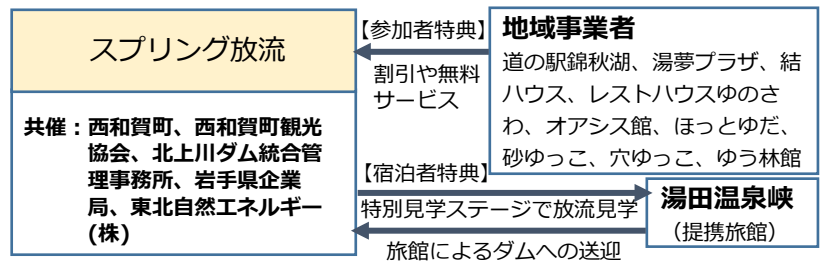 スプリング放流
共催：西和賀町、西和賀町観光
協会、北上川ダム統合管
理事務所、岩手県企業
局、東北自然エネルギー
(株)
【参加者特典】
割引や無料
サービス
地域事業者
道の駅錦秋湖、湯夢プラザ、結
ハウス、レストハウスゆのさ
わ、オアシス館、ほっとゆだ、
砂ゆっこ、穴ゆっこ、ゆう林館
【宿泊者特典】
特別見学ステージで放流見学
旅館によるダムへの送迎
湯田温泉峡
（提携旅館）